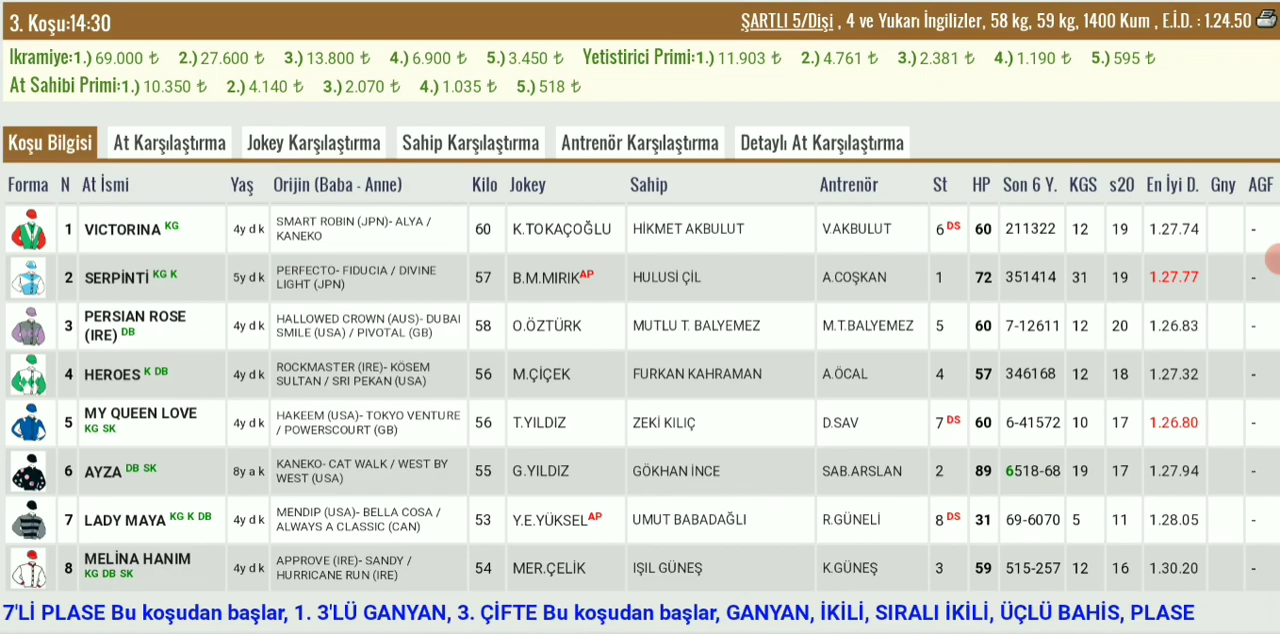 3. Koşu:14:30 ŞARTLI 5/Dişi , 4 ve Yukarı İngilizler, 58 kg, 59 kg, 1400 Kum , E.İ.D. : 1.24.50
Ikramiye:1.) 69.000 ₺ 2.) 27.600 ₺ 3.) 13.800 ₺ 4.) 6.900 ₺ 5.) 3.450 ₺ Yetistirici Primi:1.) 11.903 ₺ 2.) 4.761 ₺ 3.) 2.381 ₺ 4.) 1.190 ₺ 5.) 595 ₺
At Sahibi Primi:1.) 10.350 ₺ 2.) 4.140 ₺ 3.) 2.070 ₺ 4.) 1.035 ₺ 5.) 518 ₺
Koşu Bilgisi At Karşılaştırma Jokey Karşılaştırma Sahip Karşılaştırma Antrenör Karşılaştırma Detaylı At Karşılaştırma
Forma N At İsmi Yaş Orijin (Baba - Anne) Kilo Jokey Sahip Antrenör St HP Son 6 Y. KGS s20 En İyi D. Gny AGF
1 VICTORINA KG 4y d k SMART ROBIN (JPN)- ALYA / KANEKO 60 K.TOKAÇOĞLU HİKMET AKBULUT V.AKBULUT 6 DS 60 211322 12 19 1.27.74 -
2 SERPİNTİ KG K 5y d k PERFECTO- FIDUCIA / DIVINE LIGHT (JPN) 57 B.M.MIRIK AP HULUSİ ÇİL A.COŞKAN 1 72 351414 31 19 1.27.77 -
3 PERSIAN ROSE (IRE) DB 4y d k HALLOWED CROWN (AUS)- DUBAI SMILE (USA) / PIVOTAL (GB) 58 O.ÖZTÜRK MUTLU T. BALYEMEZ M.T.BALYEMEZ 5 60 7-12611 12 20 1.26.83 -
4 HEROES K DB 4y d k ROCKMASTER (IRE)- KÖSEM SULTAN / SRI PEKAN (USA) 56 M.ÇİÇEK FURKAN KAHRAMAN A.ÖCAL 4 57 346168 12 18 1.27.32 -
5 MY QUEEN LOVE KG SK 4y d k HAKEEM (USA)- TOKYO VENTURE / POWERSCOURT (GB) 56 T.YILDIZ ZEKİ KILIÇ D.SAV 7 DS 60 6-41572 10 17 1.26.80 -
6 AYZA DB SK 8y a k KANEKO- CAT WALK / WEST BY WEST (USA) 55 G.YILDIZ GÖKHAN İNCE SAB.ARSLAN 2 89 6518-68 19 17 1.27.94 -
7 LADY MAYA KG K DB 4y d k MENDIP (USA)- BELLA COSA / ALWAYS A CLASSIC (CAN) 53 Y.E.YÜKSEL AP UMUT BABADAĞLI R.GÜNELİ 8 DS 31 69-6070 5 11 1.28.05 -
8 MELİNA HANIM KG DB SK 4y d k APPROVE (IRE)- SANDY / HURRICANE RUN (IRE) 54 MER.ÇELİK IŞIL GÜNEŞ K.GÜNEŞ 3 59 515-257 12 16 1.30.20 -
7'Lİ PLASE Bu koşudan başlar, 1. 3'LÜ GANYAN, 3. ÇİFTE Bu koşudan başlar, GANYAN, İKİLİ, SIRALI İKİLİ, ÜÇLÜ BAHİS, PLASE